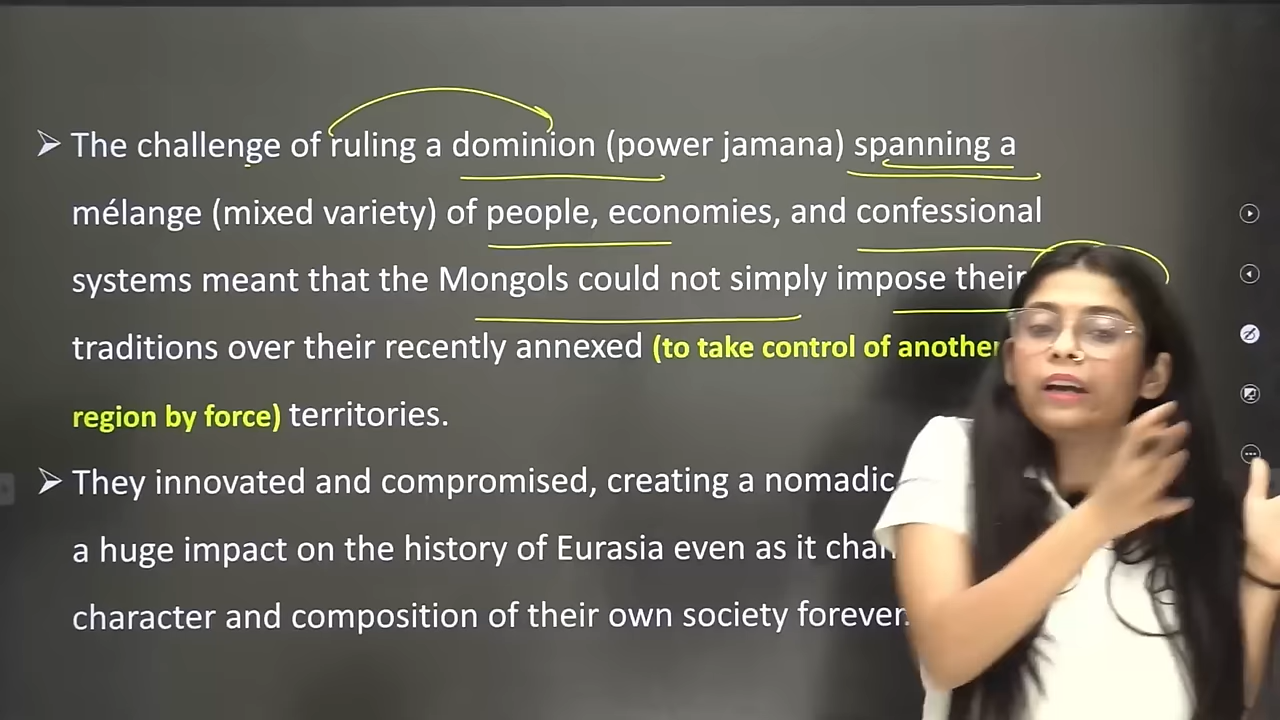 ➢ The challenge of ruling a dominion (power jamana) spanning a
mélange (mixed variety) of people, economies, and confessional
systems meant that the Mongols could not simply impose their
traditions over their recently annexed (to take control of another
region by force) territories.
➢ They innovated and compromised, creating a nomadic
a huge impact on the history of Eurasia even as it
character and composition of their own society forever.